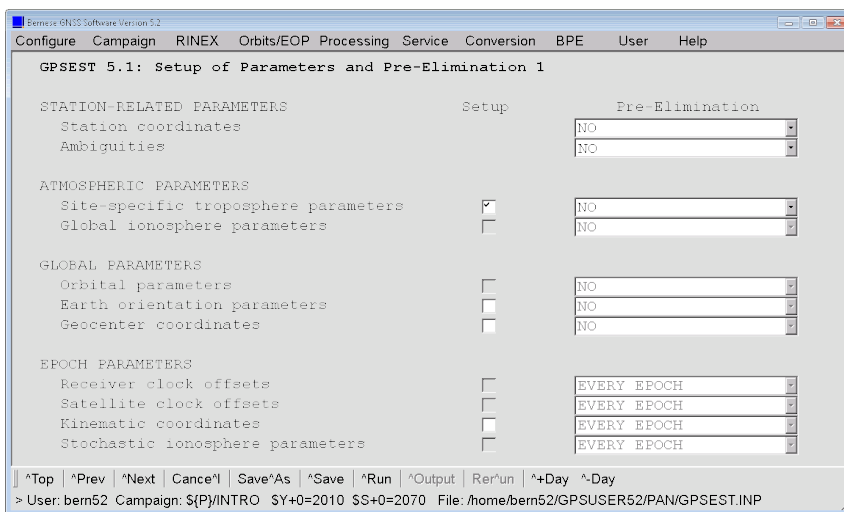 Bernese GNSS Software Version 5.2
Configure Campaign RINEX Orbits/EOP Processing Service Conversion BPE User Help
GPSEST 5.1: Setup of Parameters and Pre-Elimination 1
STATION-RELATED PARAMETERS Setup Pre-Elimination
Station coordinates NO
Ambiguities NO
ATMOSPHERIC PARAMETERS
Site-specific troposphere parameters NO
Global ionosphere parameters NO
GLOBAL PARAMETERS
Orbital parameters NO
Earth orientation parameters NO
Geocenter coordinates NO
EPOCH PARAMETERS
Receiver clock offsets EVERY EPOCH
Satellite clock offsets EVERY EPOCH
Kinematic coordinates EVERY EPOCH
Stochastic ionosphere parameters EVERY EPOCH
^Top | ^Prev | ^Next | Cance^l | Save^As | ^Save | ^Run | ^Output | Rer^un | ^+Day ^-Day
> User: bern52 Campaign: ${P}/INTRO $Y+0=2010 $S+0=2070 File: /home/bern52/GPSUSER52/PAN/GPSEST.INP